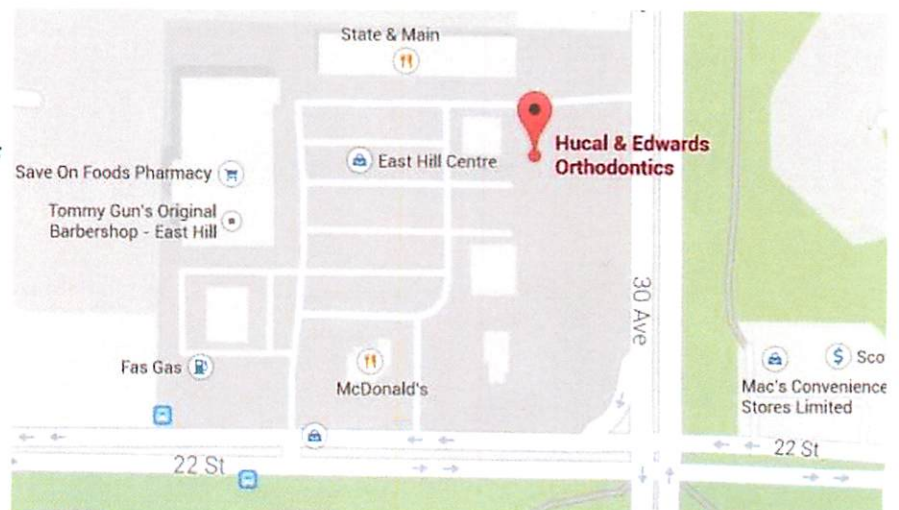 State & Main
Hucal & Edwards
Orthodontics
East Hill Centre
Save On Foods Pharmacy
Tommy Gun's Original
Barbershop - East Hill
30 Ave
Fas Gas
McDonald's
$ Sco
Mac's Convenience
Stores Limited
22 St
22 St